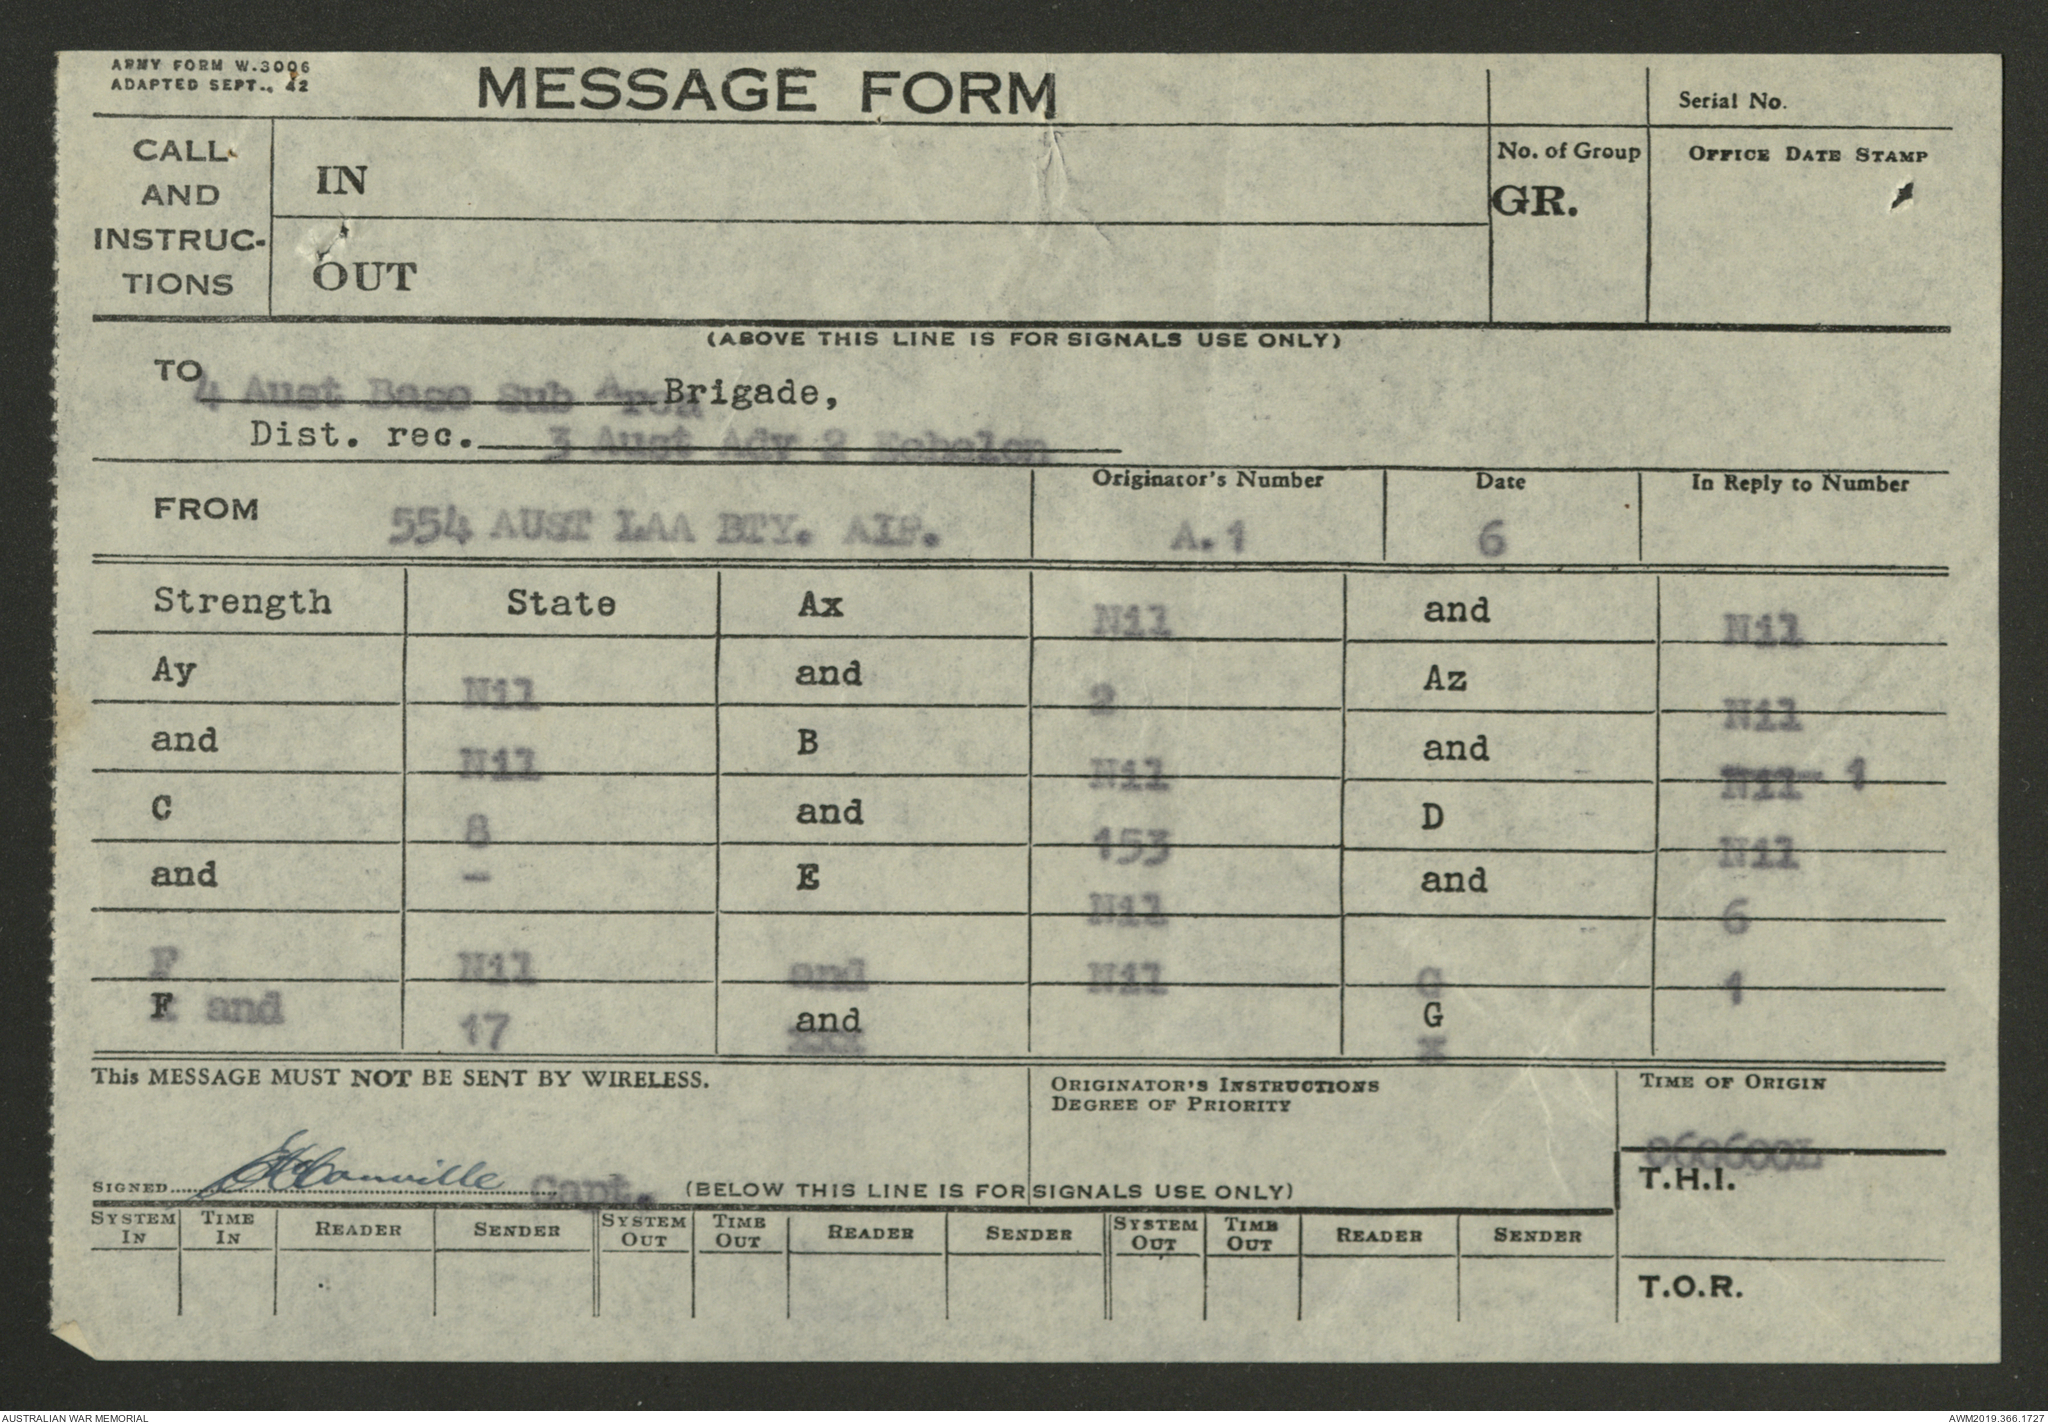 ARMY FORM W.3006
ADAPTED SEPT., 42
MESSAGE FORM
Serial No.
CALL AND INSTRUC-TIONS
IN
OUT
No. of Group
GR.
OFFICE DATE STAMP
(ABOVE THIS LINE IS FOR SIGNALS USE ONLY)
TO 4 Aust Base Sub Area Brigade,
Dist. rec. 3 Aust Adv 2 Echelon
FROM 554 AUST LAA BTY. AIF.
Originator's Number A.1
Date 6
In Reply to Number
Strength State Ax Nil and Nil
Ay Nil and 2 Az Nil
and Nil B Nil and Nil 1
C 8 and 153 D Nil
and - E Nil and 6
F Nil and Nil G 1
F and 17 and xxx G x
This MESSAGE MUST NOT BE SENT BY WIRELESS.
ORIGINATOR'S INSTRUCTIONS
DEGREE OF PRIORITY
TIME OF ORIGIN
060600L
SIGNED Capt.
(BELOW THIS LINE IS FOR SIGNALS USE ONLY)
T.H.I.
SYSTEM IN TIME IN READER SENDER SYSTEM OUT TIME OUT READER SENDER SYSTEM OUT TIME OUT READER SENDER
T.O.R.
AUSTRALIAN WAR MEMORIAL
AWM2019.366.1727